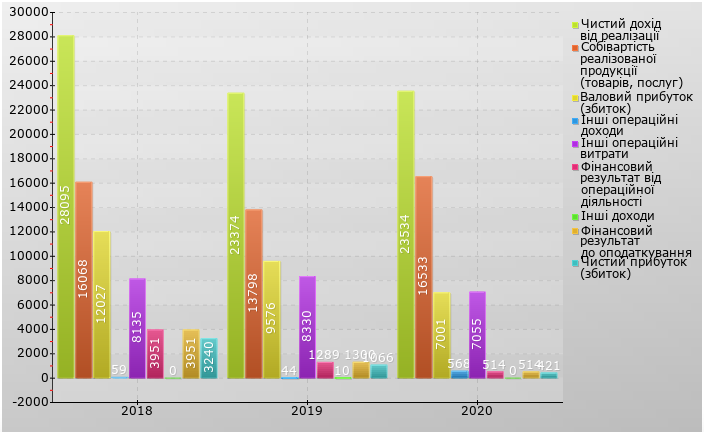 30000
28000
26000
24000
22000
20000
18000
16000
14000
12000
10000
8000
6000
4000
2000
0
-2000
28095
16068
12027
59
8135
3951
0
3951
3240
23374
13798
9576
44
8330
1289
10
1300
1066
23534
16533
7001
568
7055
514
0
514
421
2018
2019
2020
Чистий дохід
від реалізації
Собівартість
реалізованої
продукції
(товарів, послуг)
Валовий прибуток
(збиток)
Інші операційні
доходи
Інші операційні
витрати
Фінансовий
результат від
операційної
діяльності
Інші доходи
Фінансовий
результат
до оподаткування
Чистий прибуток
(збиток)